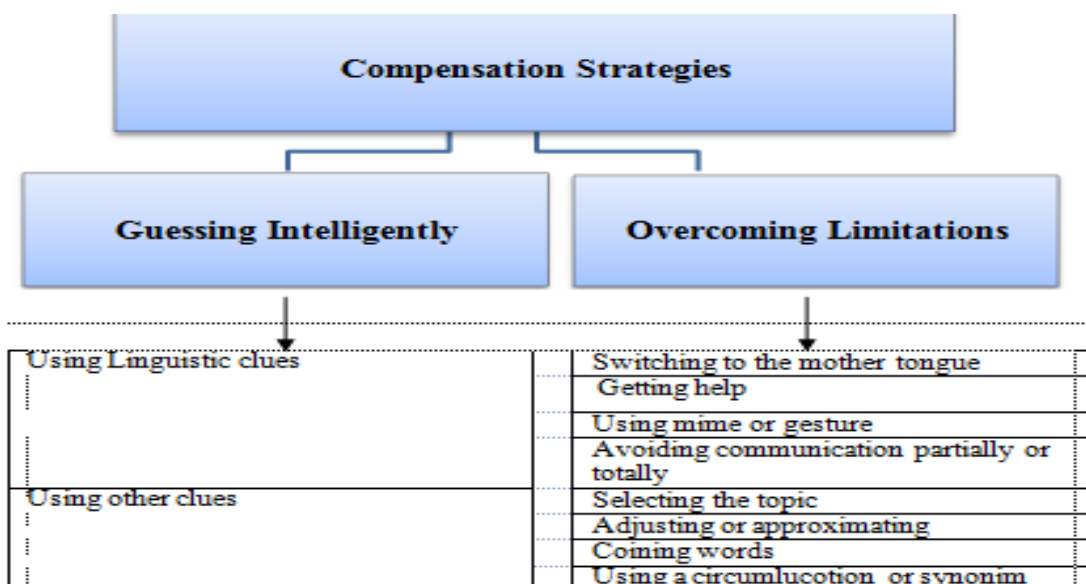 Compensation Strategies
Guessing Intelligently
Overcoming Limitations
Using Linguistic clues
Using other clues
Switching to the mother tongue
Getting help
Using mime or gesture
Avoiding communication partially or
totally
Selecting the topic
Adjusting or approximating
Coining words
Using a circumlucotion or synonim